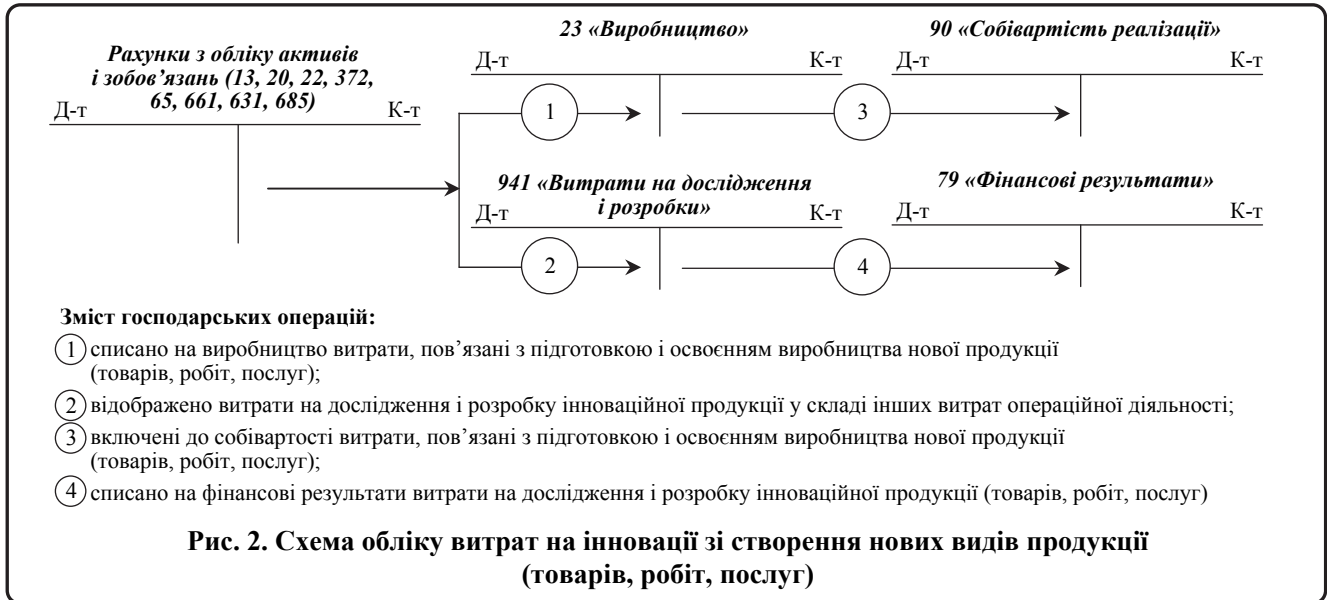 Рахунки з обліку активів
і зобов’язань (13, 20, 22, 372,
65, 661, 631, 685)
Д-т К-т
23 «Виробництво»
Д-т К-т
1
3
90 «Собівартість реалізації»
Д-т К-т
941 «Витрати на дослідження
і розробки»
Д-т К-т
2
4
79 «Фінансові результати»
Д-т К-т
Зміст господарських операцій:
1 списано на виробництво витрати, пов’язані з підготовкою і освоєнням виробництва нової продукції
(товарів, робіт, послуг);
2 відображено витрати на дослідження і розробку інноваційної продукції у складі інших витрат операційної діяльності;
3 включені до собівартості витрати, пов’язані з підготовкою і освоєнням виробництва нової продукції
(товарів, робіт, послуг);
4 списано на фінансові результати витрати на дослідження і розробку інноваційної продукції (товарів, робіт, послуг)
Рис. 2. Схема обліку витрат на інновації зі створення нових видів продукції
(товарів, робіт, послуг)